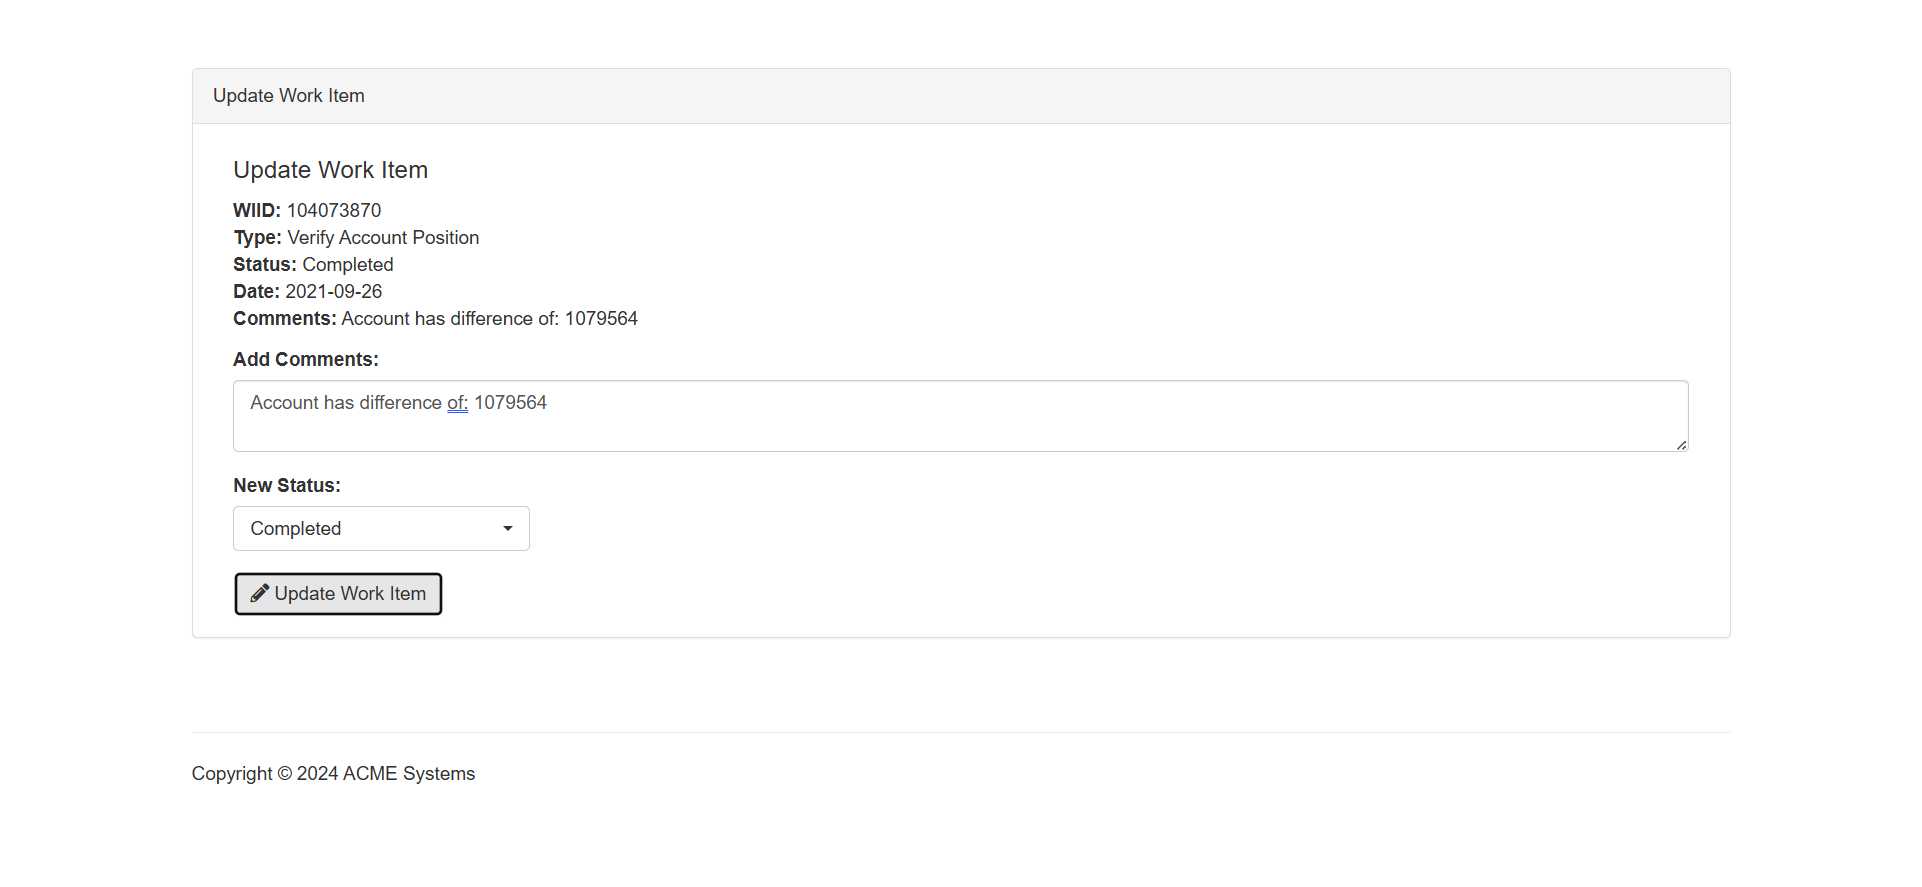 Update Work Item
Update Work Item
WIID: 104073870
Type: Verify Account Position
Status: Completed
Date: 2021-09-26
Comments: Account has difference of: 1079564
Add Comments:
Account has difference of: 1079564
New Status:
Completed
Update Work Item
Copyright © 2024 ACME Systems